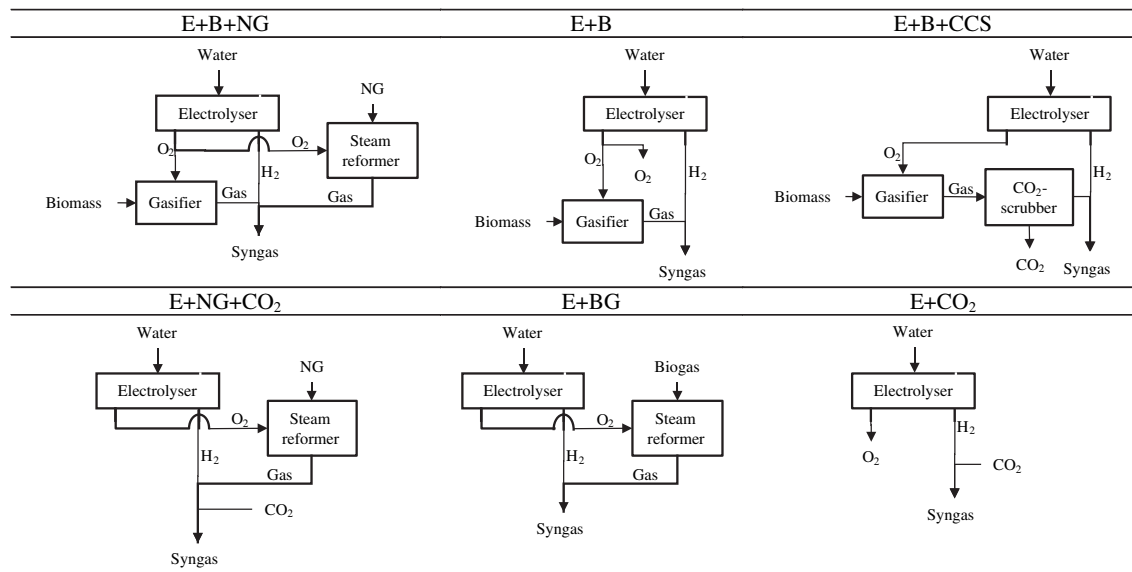 E+B+NG
Water
NG
Electrolyser
O₂
O₂
Steam
reformer
H₂
Biomass
Gasifier
Gas
Gas
Syngas
E+B
Water
Electrolyser
O₂
O₂
H₂
Biomass
Gasifier
Gas
Syngas
E+B+CCS
Water
Electrolyser
O₂
H₂
Biomass
Gasifier
Gas
CO₂-
scrubber
CO₂
Syngas
E+NG+CO₂
Water
NG
Electrolyser
O₂
Steam
reformer
H₂
Gas
CO₂
Syngas
E+BG
Water
Biogas
Electrolyser
O₂
Steam
reformer
H₂
Gas
Syngas
E+CO₂
Water
Electrolyser
H₂
O₂
CO₂
Syngas